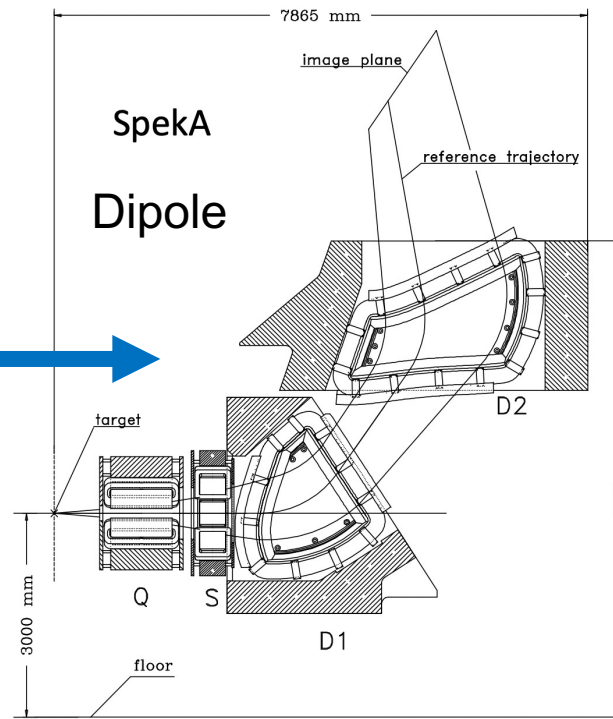 7865 mm
image plane
SpekA
reference trajectory
Dipole
D2
target
Q
S
D1
3000 mm
floor